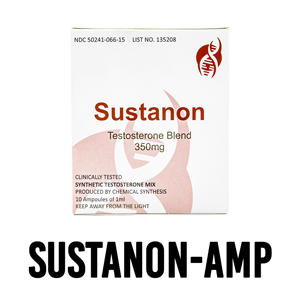 NDC 50241-066-15   LIST NO. 135208
Sustanon
Testosterone Blend
350mg
CLINICALLY TESTED
SYNTHETIC TESTOSTERONE MIX
PRODUCED BY CHEMICAL SYNTHESIS
10 Ampoules of 1ml
KEEP AWAY FROM THE LIGHT
SUSTANON-AMP